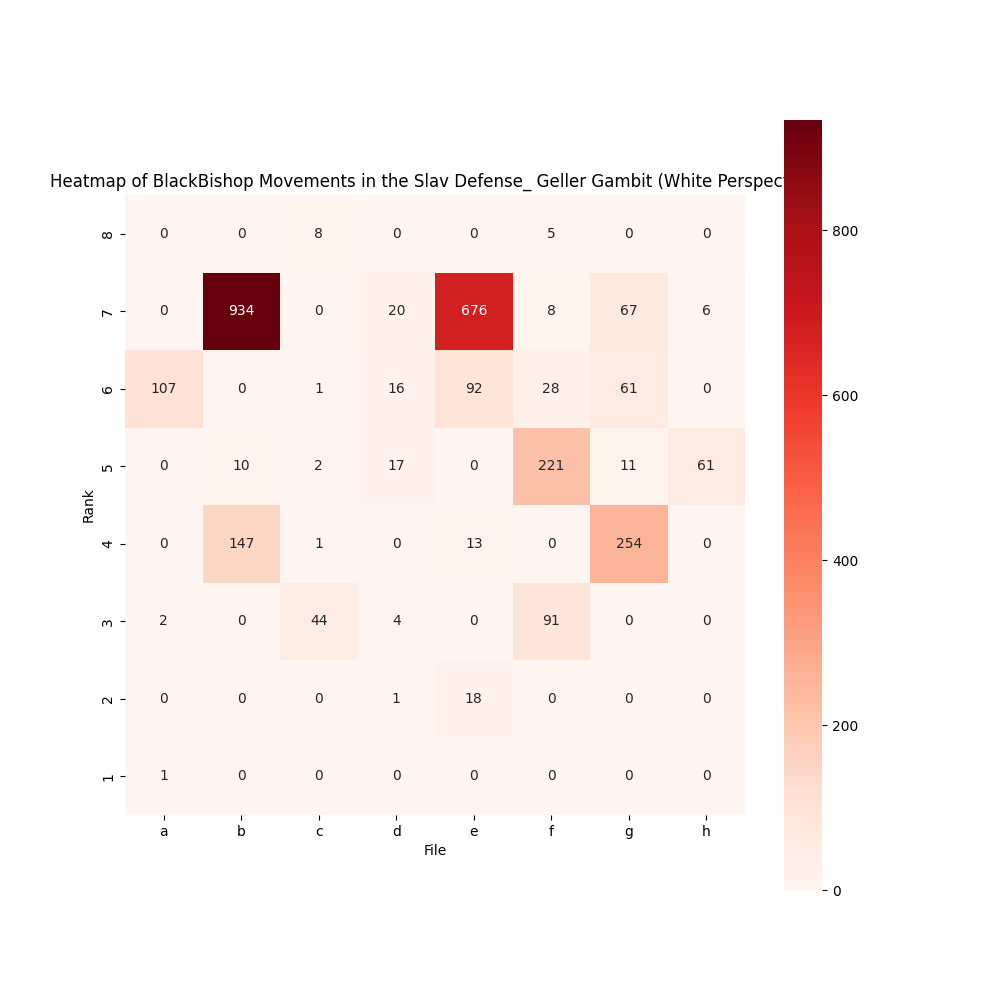 Heatmap of BlackBishop Movements in the Slav Defense_ Geller Gambit (White Perspec
8 0 0 8 0 0 5 0 0
7 0 934 0 20 676 8 67 6
6 107 0 1 16 92 28 61 0
5 0 10 2 17 0 221 11 61
4 0 147 1 0 13 0 254 0
3 2 0 44 4 0 91 0 0
2 0 0 0 1 18 0 0 0
1 1 0 0 0 0 0 0 0
a b c d e f g h
File
Rank
800
600
400
200
0